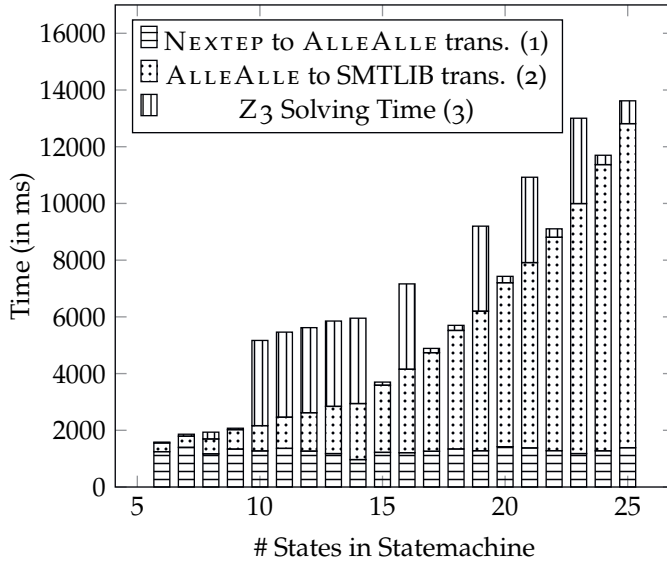 16000
14000
12000
10000
8000
6000
4000
2000
0
Time (in ms)
NEXTEP to ALLEALLE trans. (1)
ALLEALLE to SMTLIB trans. (2)
Z3 Solving Time (3)
5 10 15 20 25
# States in Statemachine